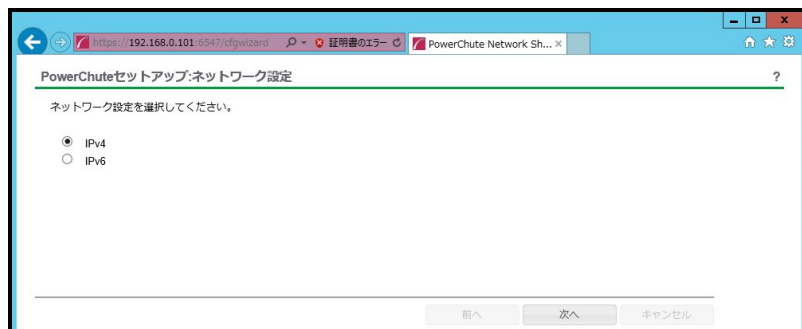 https://192.168.0.101:6547/cfgwizard 証明書のエラー PowerChute Network Sh...
PowerChuteセットアップ:ネットワーク設定 ?
ネットワーク設定を選択してください。
IPv4
IPv6
前へ 次へ キャンセル